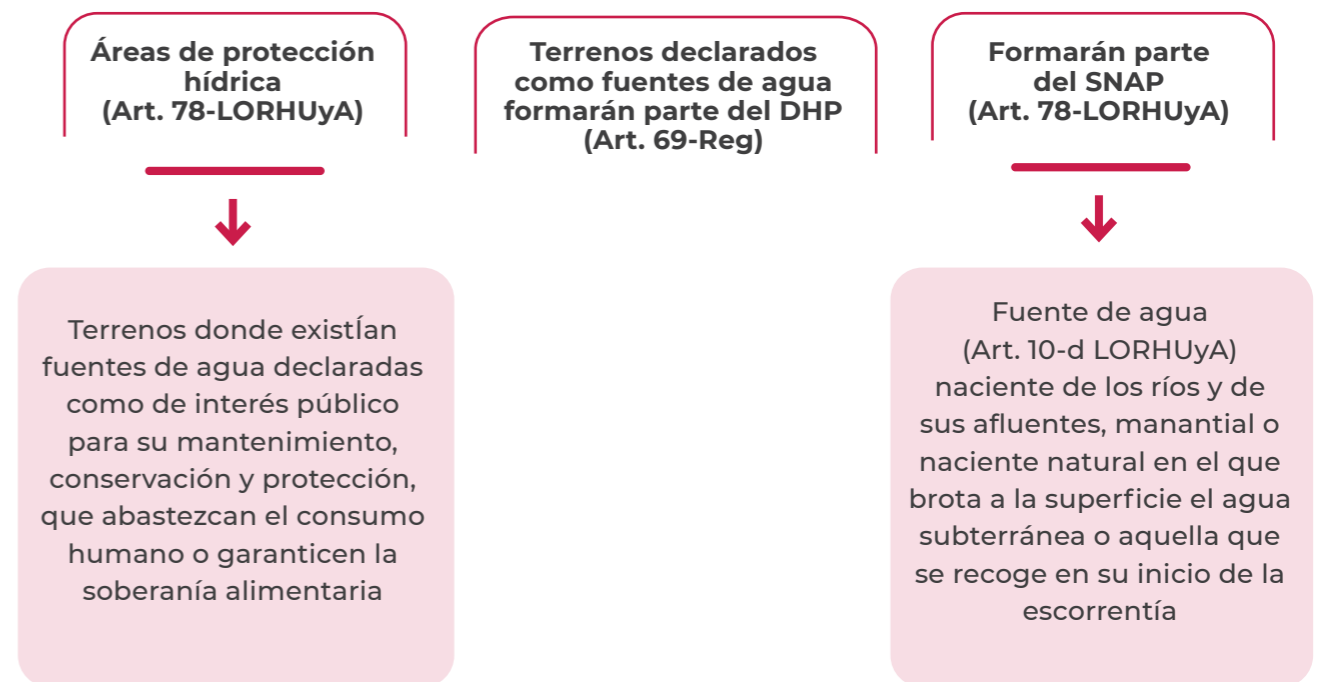 Áreas de protección
hídrica
(Art. 78-LORHUyA)
Terrenos declarados
como fuentes de agua
formarán parte del DHP
(Art. 69-Reg)
Formarán parte
del SNAP
(Art. 78-LORHUyA)
Terrenos donde existÍan
fuentes de agua declaradas
como de interés público
para su mantenimiento,
conservación y protección,
que abastezcan el consumo
humano o garanticen la
soberanía alimentaria
Fuente de agua
(Art. 10-d LORHUyA)
naciente de los ríos y de
sus afluentes, manantial o
naciente natural en el que
brota a la superficie el agua
subterránea o aquella que
se recoge en su inicio de la
escorrentía